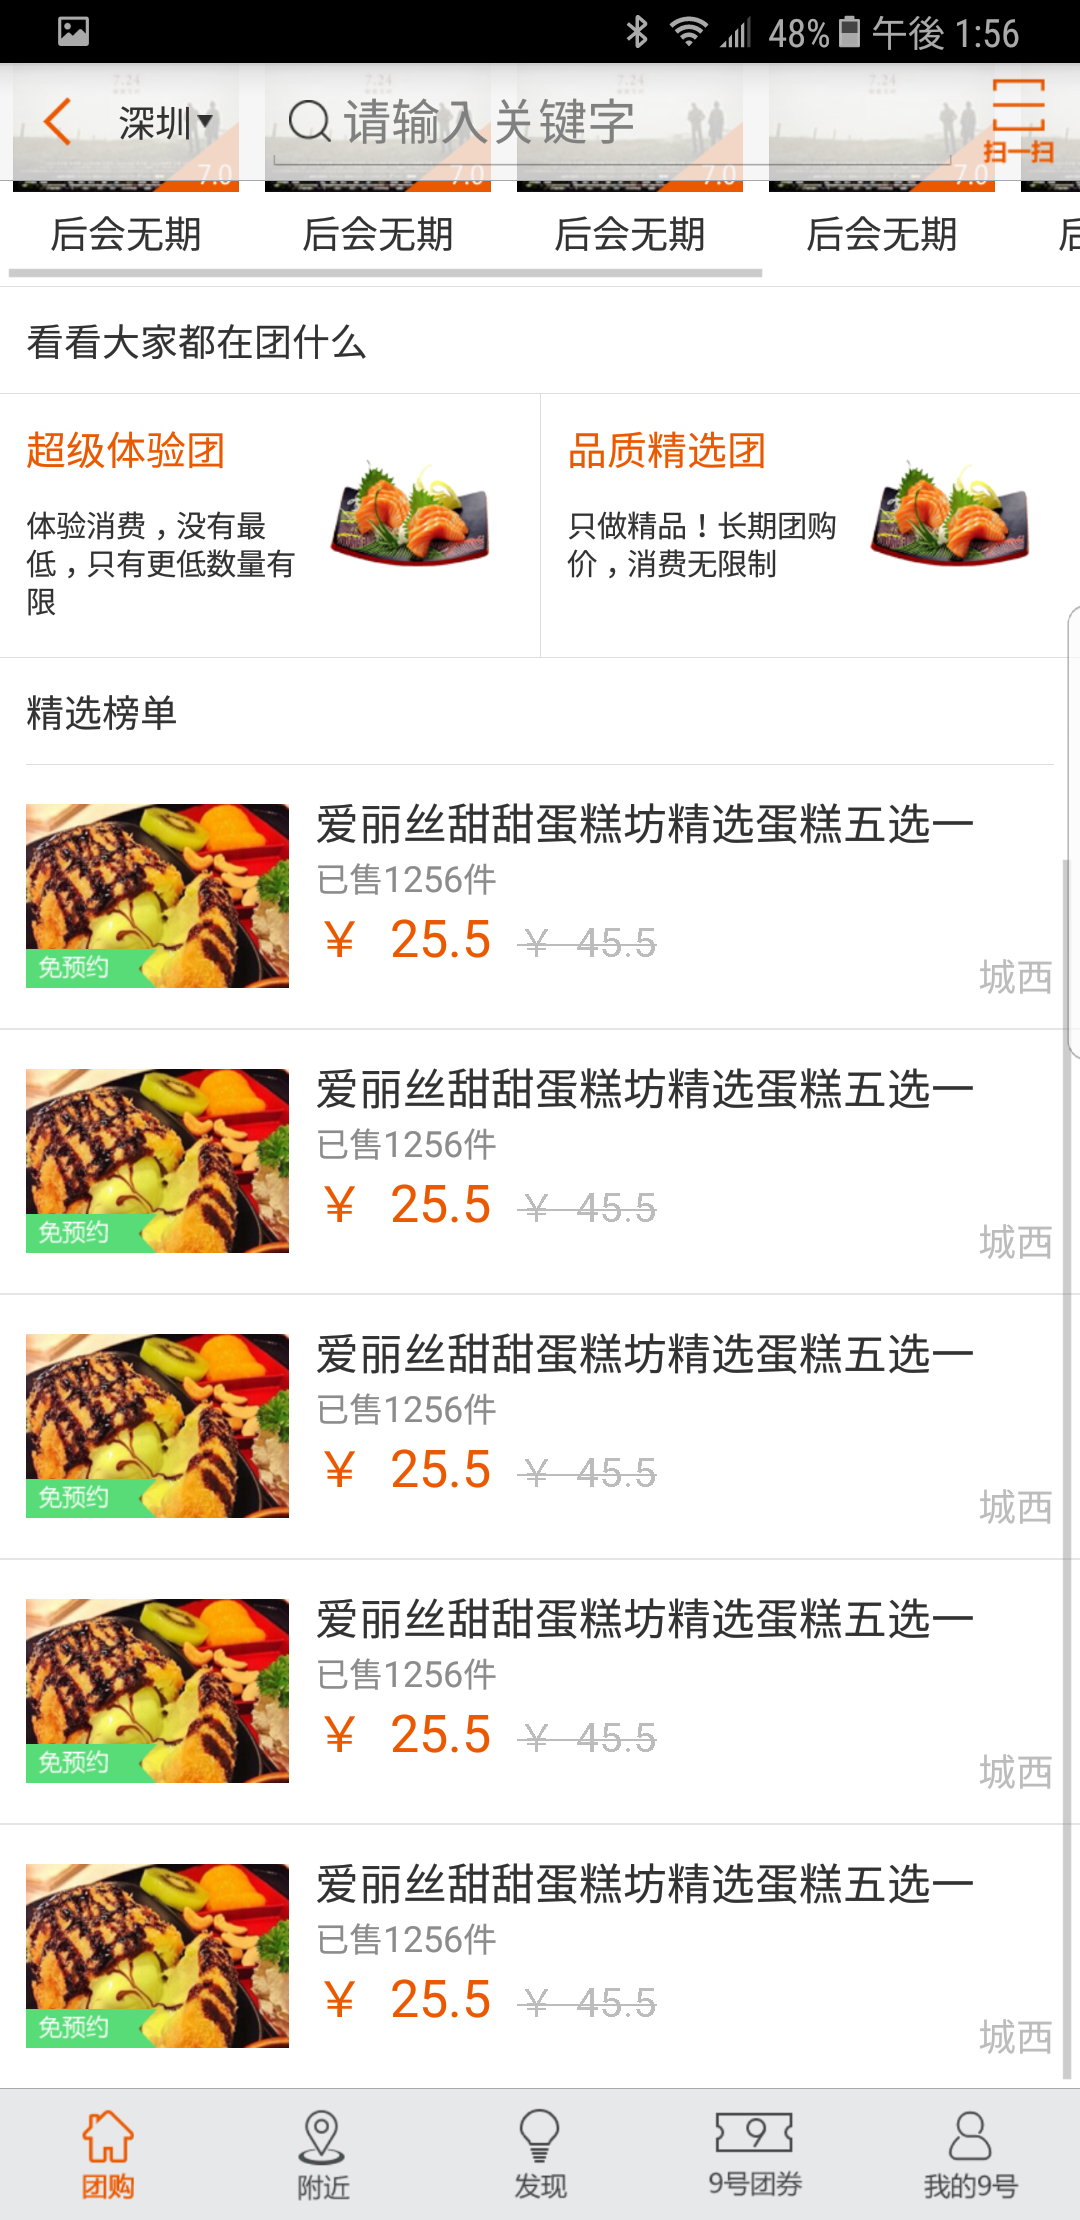 48% 午後 1:56
7.24 7.24 7.24
深圳▾ 请输入关键字 扫一扫
7.0 7.0 7.0 7.0
后会无期 后会无期 后会无期 后会无期 后
看看大家都在团什么
超级体验团
体验消费，没有最
低，只有更低数量有
限
品质精选团
只做精品！长期团购
价，消费无限制
精选榜单
爱丽丝甜甜蛋糕坊精选蛋糕五选一
已售1256件
免预约 ¥ 25.5 ¥ 45.5
城西
爱丽丝甜甜蛋糕坊精选蛋糕五选一
已售1256件
免预约 ¥ 25.5 ¥ 45.5
城西
爱丽丝甜甜蛋糕坊精选蛋糕五选一
已售1256件
免预约 ¥ 25.5 ¥ 45.5
城西
爱丽丝甜甜蛋糕坊精选蛋糕五选一
已售1256件
免预约 ¥ 25.5 ¥ 45.5
城西
爱丽丝甜甜蛋糕坊精选蛋糕五选一
已售1256件
免预约 ¥ 25.5 ¥ 45.5
城西
9
团购 附近 发现 9号团券 我的9号